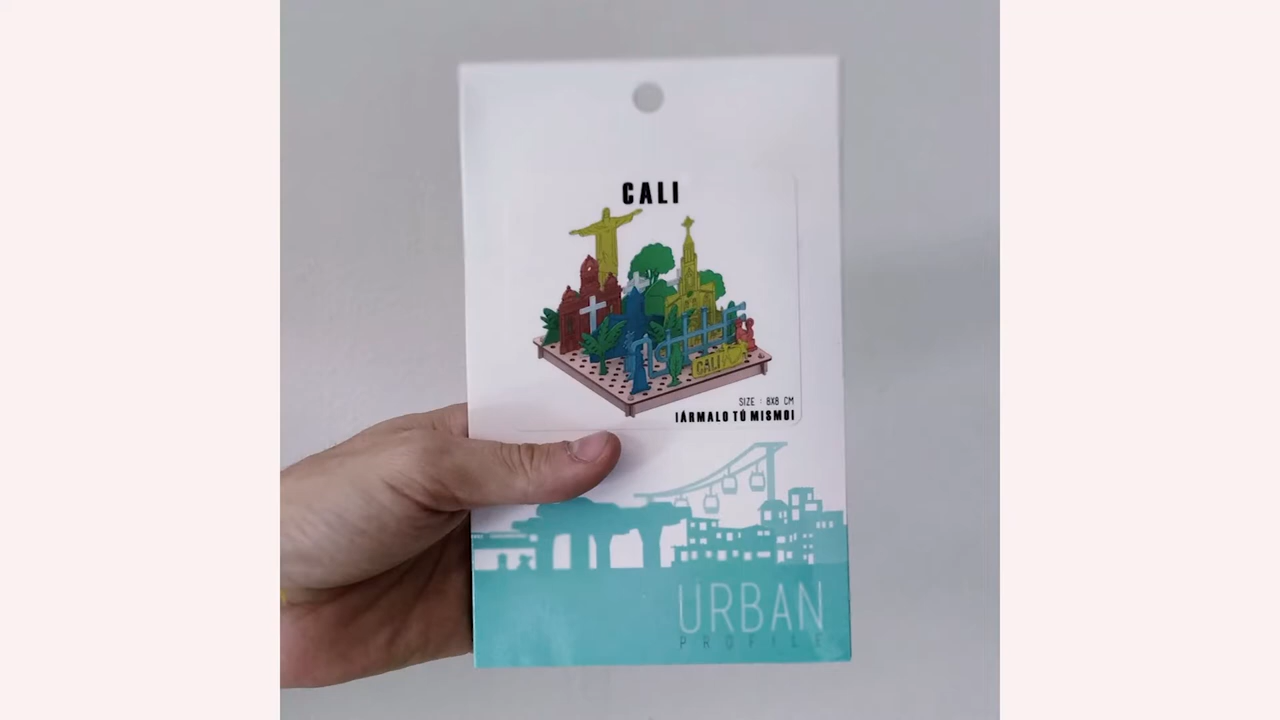 CALI
CALI
SIZE : 8X8 CM
¡ÁRMALO TÚ MISMO!
URBAN
PROFILE